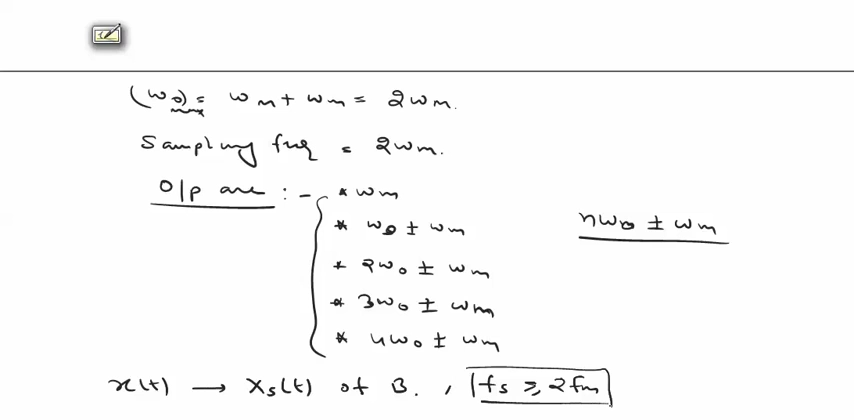 (ω0) = ωm + ωm = 2ωm.
Sampling freq = 2ωm.
O/p are :-
* ωm
* ω0 ± ωm
nω0 ± ωm
* 2ω0 ± ωm
* 3ω0 ± ωm
* 4ω0 ± ωm
x(t) → Xs(t) of B. , fs ≥ 2fm